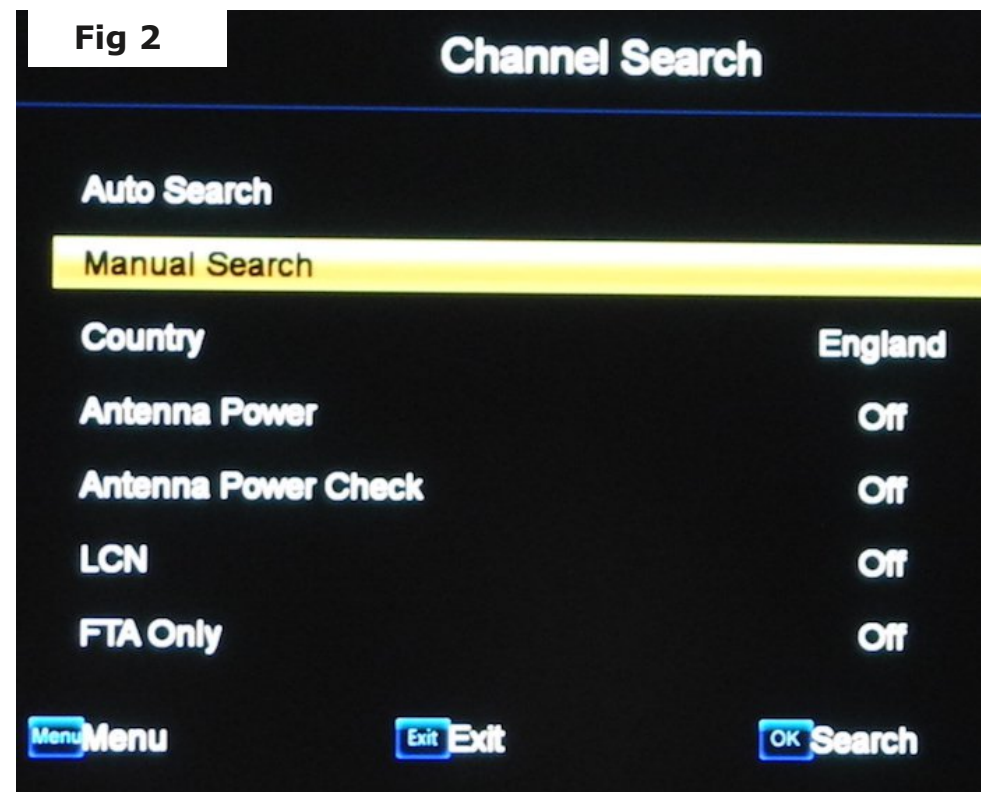 Fig 2
Channel Search
Auto Search
Manual Search
Country England
Antenna Power Off
Antenna Power Check Off
LCN Off
FTA Only Off
Menu Menu Exit Exit OK Search